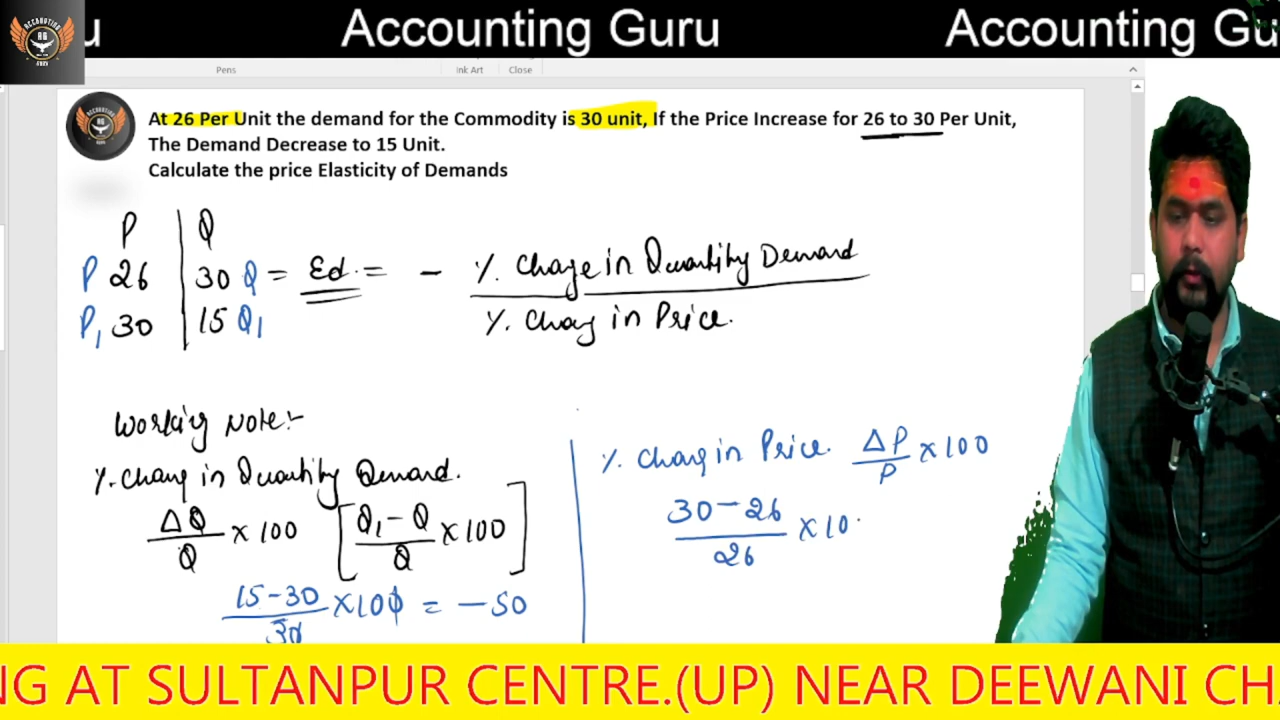 u Accounting Guru Accounting Gu
ACCOUNTING
AG
GURU
Pens Ink Art Close
At 26 Per Unit the demand for the Commodity is 30 unit, If the Price Increase for 26 to 30 Per Unit,
The Demand Decrease to 15 Unit.
Calculate the price Elasticity of Demands
P Q
P 26 30 Q = Ed = - % Change in Quantity Demand
P1 30 15 Q1 % Chang in Price.
Working Note:-
% Chang in Quantity Demand.
ΔQ/Q × 100 [Q1 - Q/Q × 100]
15-30/30 × 100 = -50
% Chang in Price. ΔP/P × 100
30-26/26 × 10
NG AT SULTANPUR CENTRE.(UP) NEAR DEEWANI CH